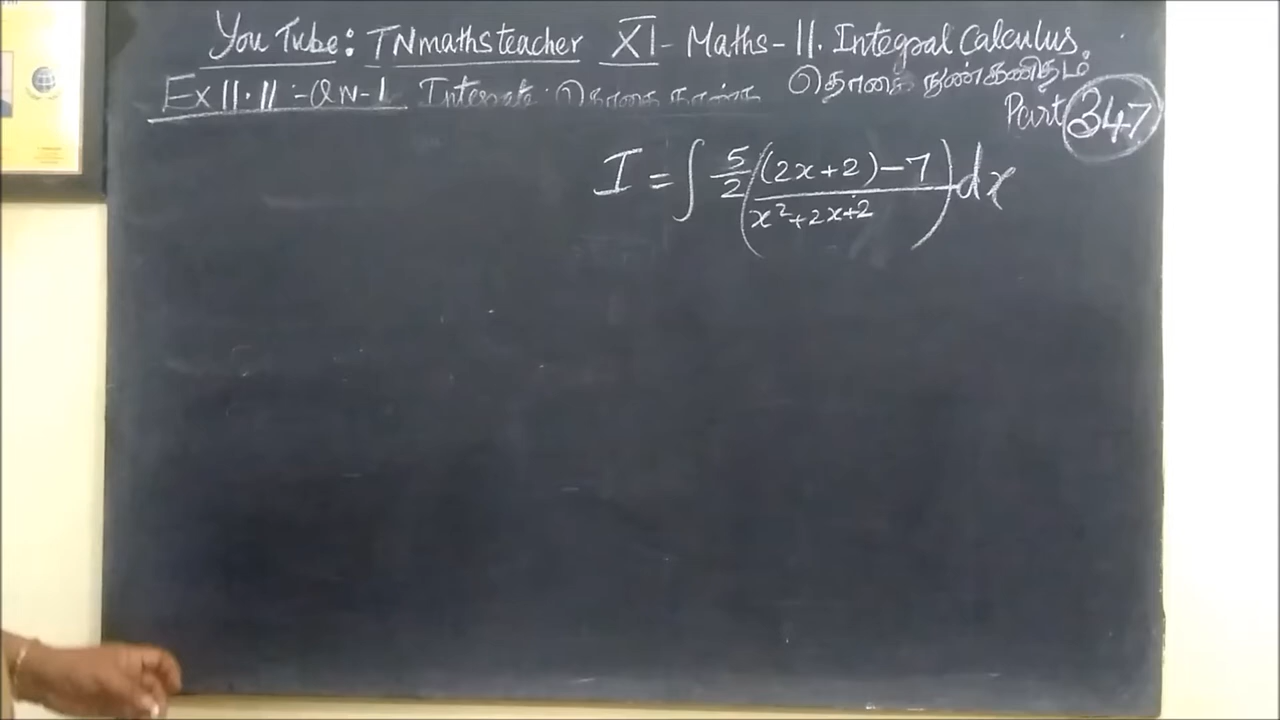 You Tube: TNmathsteacher XI- Maths- 11. Integral Calculus.
தொகை நுண்கணிதம்
Ex 11.11 :- QN-1 Integrate: தொகை காண்க
Part 347
I = ∫ 5/2 ( (2x+2) - 7 / x²+2x+2 ) dx